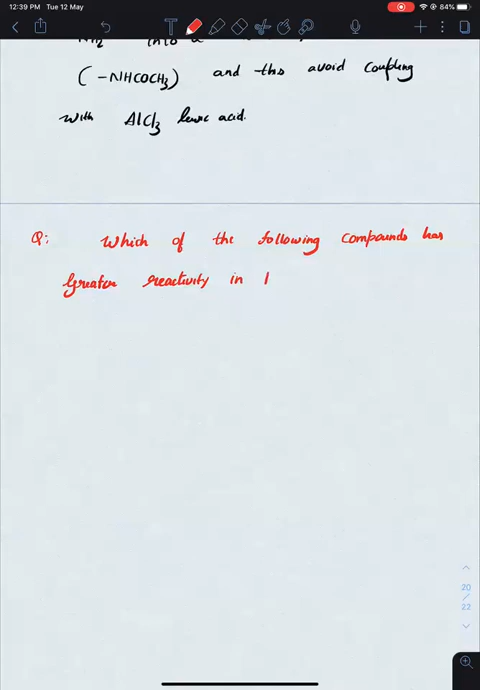 12:39 PM Tue 12 May
84%
(-NHCOCH3) and this avoid coupling
with AlCl3 lewic acid.
Q: Which of the following compounds has
Greater reactivity in
20
/
22